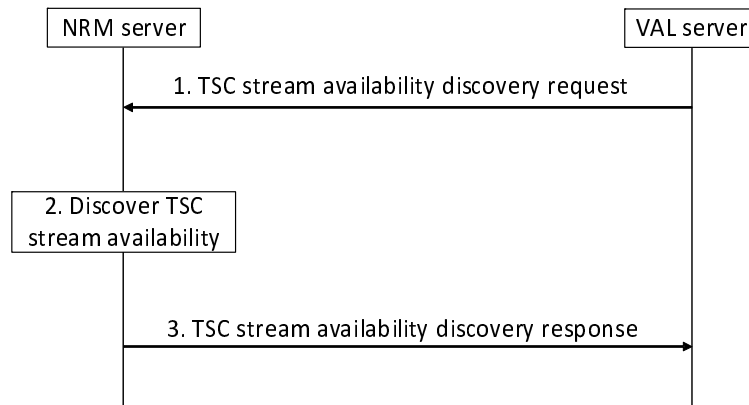 NRM server
VAL server
1. TSC stream availability discovery request
2. Discover TSC
stream availability
3. TSC stream availability discovery response